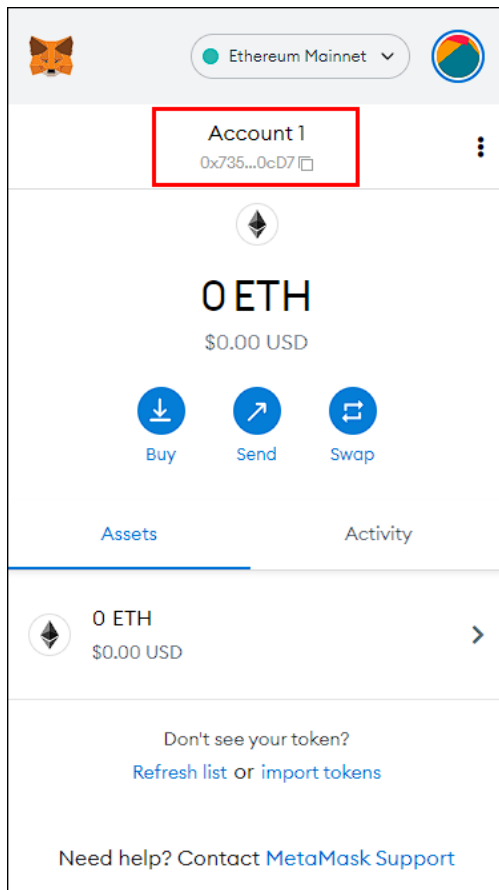 Ethereum Mainnet
Account 1
0x735...0cD7
0 ETH
$0.00 USD
Buy Send Swap
Assets Activity
0 ETH
$0.00 USD
Don't see your token?
Refresh list or import tokens
Need help? Contact MetaMask Support